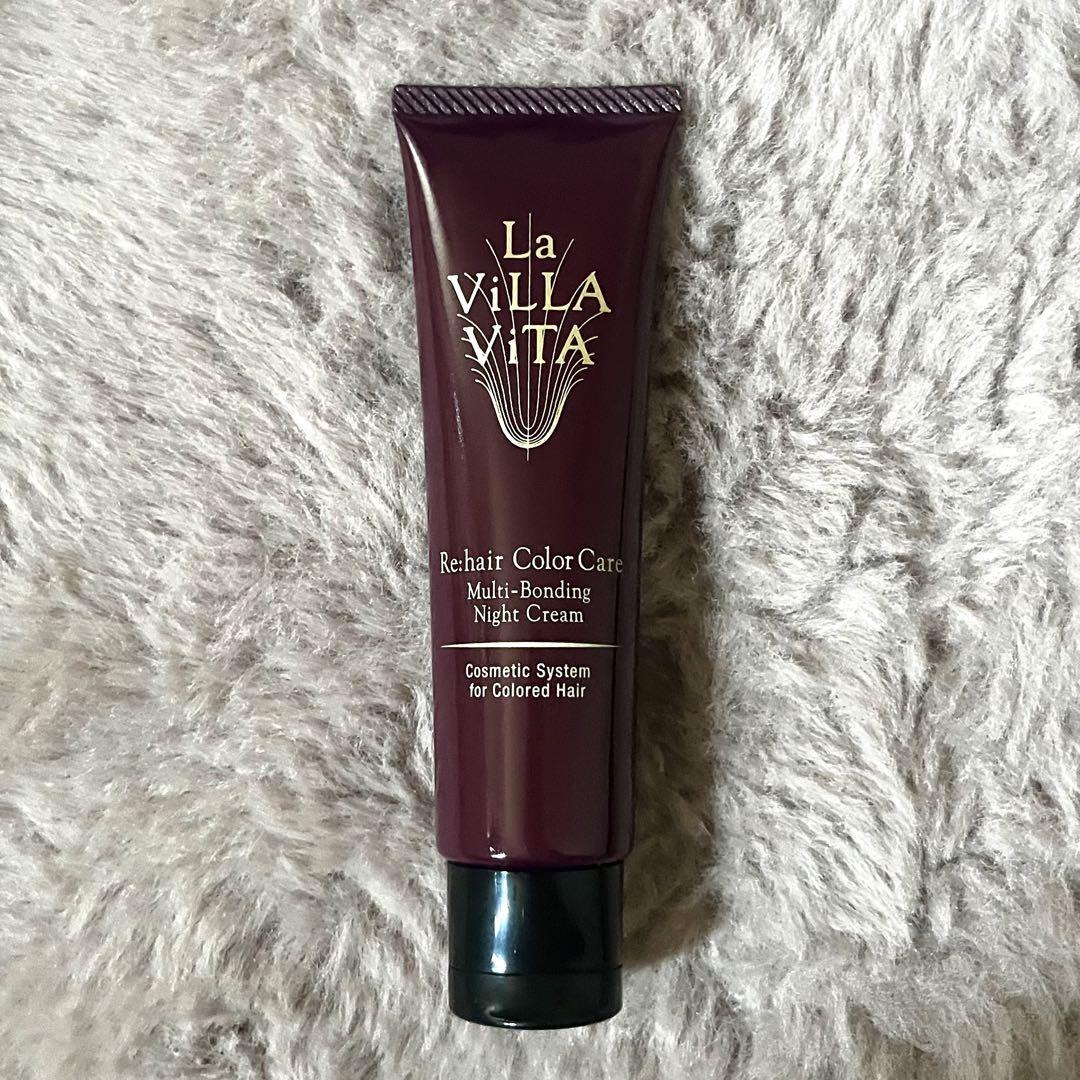 La
ViLLA
ViTA
Re:hair Color Care
Multi-Bonding
Night Cream
Cosmetic System
for Colored Hair